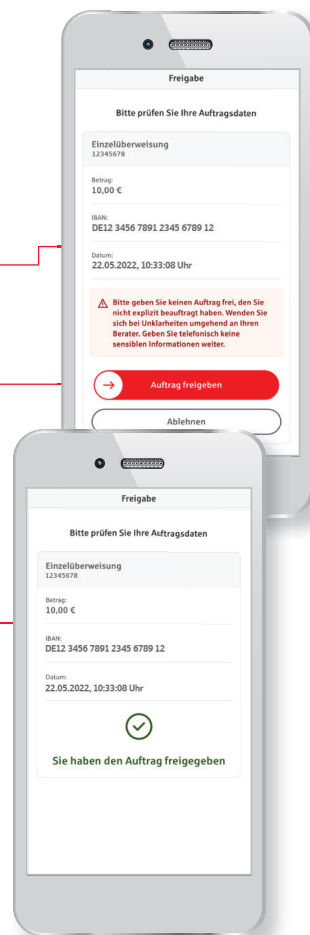 Freigabe
Bitte prüfen Sie Ihre Auftragsdaten
Einzelüberweisung
12345678
Betrag:
10,00 €
IBAN:
DE12 3456 7891 2345 6789 12
Datum:
22.05.2022, 10:33:08 Uhr
Bitte geben Sie keinen Auftrag frei, den Sie
nicht explizit beauftragt haben. Wenden Sie
sich bei Unklarheiten umgehend an Ihren
Berater. Geben Sie telefonisch keine
sensiblen Informationen weiter.
Auftrag freigeben
Ablehnen
Freigabe
Bitte prüfen Sie Ihre Auftragsdaten
Einzelüberweisung
12345678
Betrag:
10,00 €
IBAN:
DE12 3456 7891 2345 6789 12
Datum:
22.05.2022, 10:33:08 Uhr
Sie haben den Auftrag freigegeben